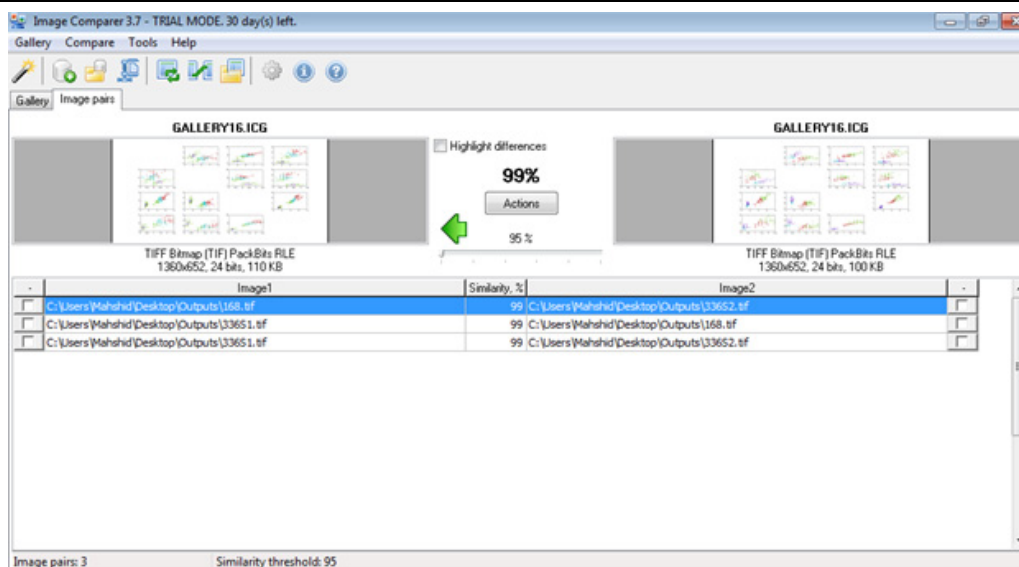 Image Comparer 3.7 - TRIAL MODE. 30 day(s) left.
Gallery Compare Tools Help
Gallery Image pairs
GALLERY16.ICG
GALLERY16.ICG
Highlight differences
99%
Actions
95 %
TIFF Bitmap (TIF) PackBits RLE
1360x652, 24 bits, 110 KB
TIFF Bitmap (TIF) PackBits RLE
1360x652, 24 bits, 100 KB
- Image1 Similarity, % Image2 -
C:\Users\Mahshid\Desktop\Outputs\168.tif 99 C:\Users\Mahshid\Desktop\Outputs\336S2.tif
C:\Users\Mahshid\Desktop\Outputs\336S1.tif 99 C:\Users\Mahshid\Desktop\Outputs\168.tif
C:\Users\Mahshid\Desktop\Outputs\336S1.tif 99 C:\Users\Mahshid\Desktop\Outputs\336S2.tif
Image pairs: 3 Similarity threshold: 95